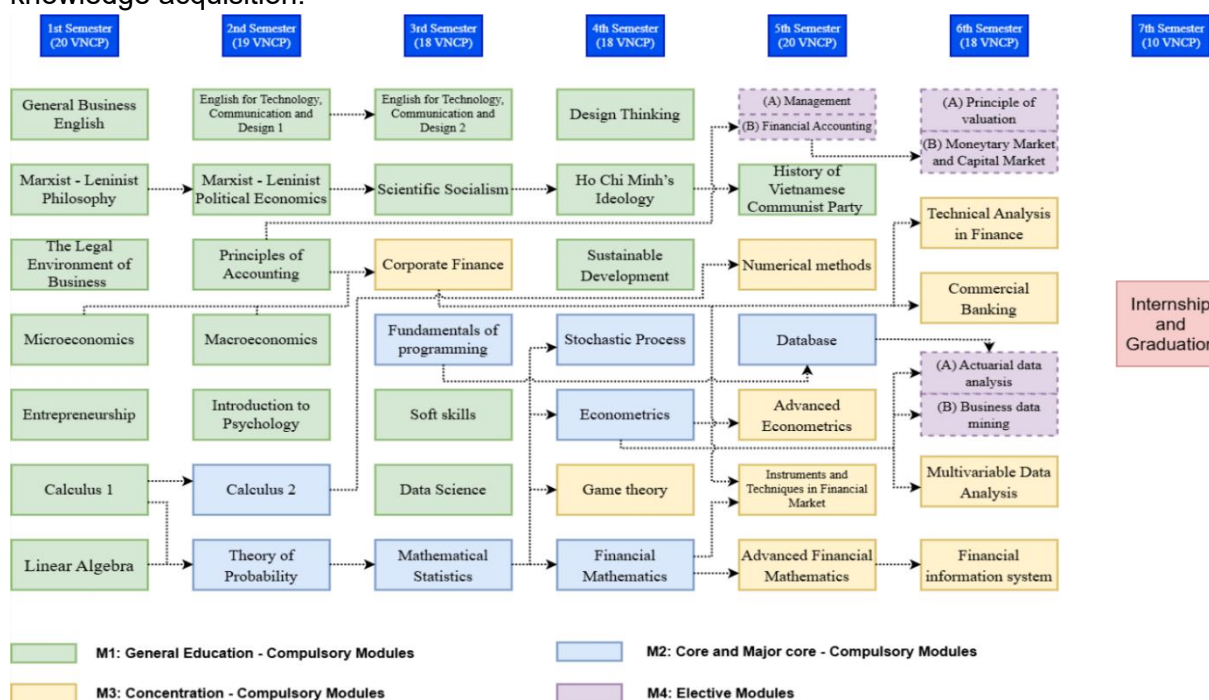 knowledge acquisition.
1st Semester
(20 VNCP)
2nd Semester
(19 VNCP)
3rd Semester
(18 VNCP)
4th Semester
(18 VNCP)
5th Semester
(20 VNCP)
6th Semester
(18 VNCP)
7th Semester
(10 VNCP)
General Business
English
English for Technology,
Communication and
Design 1
English for Technology,
Communication and
Design 2
Design Thinking
(A) Management
(B) Financial Accounting
(A) Principle of
valuation
(B) Moneytary Market
and Capital Market
Marxist - Leninist
Philosophy
Marxist - Leninist
Political Economics
Scientific Socialism
Ho Chi Minh's
Ideology
History of
Vietnamese
Communist Party
Technical Analysis
in Finance
The Legal
Environment of
Business
Principles of
Accounting
Corporate Finance
Sustainable
Development
Numerical methods
Commercial
Banking
Microeconomics
Macroeconomics
Fundamentals of
programming
Stochastic Process
Database
(A) Actuarial data
analysis
(B) Business data
mining
Internship
and
Graduation
Entrepreneurship
Introduction to
Psychology
Soft skills
Econometrics
Advanced
Econometrics
Calculus 1
Calculus 2
Data Science
Game theory
Instruments and
Techniques in Financial
Market
Multivariable Data
Analysis
Linear Algebra
Theory of
Probability
Mathematical
Statistics
Financial
Mathematics
Advanced Financial
Mathematics
Financial
information system
M1: General Education - Compulsory Modules
M2: Core and Major core - Compulsory Modules
M3: Concentration - Compulsory Modules
M4: Elective Modules